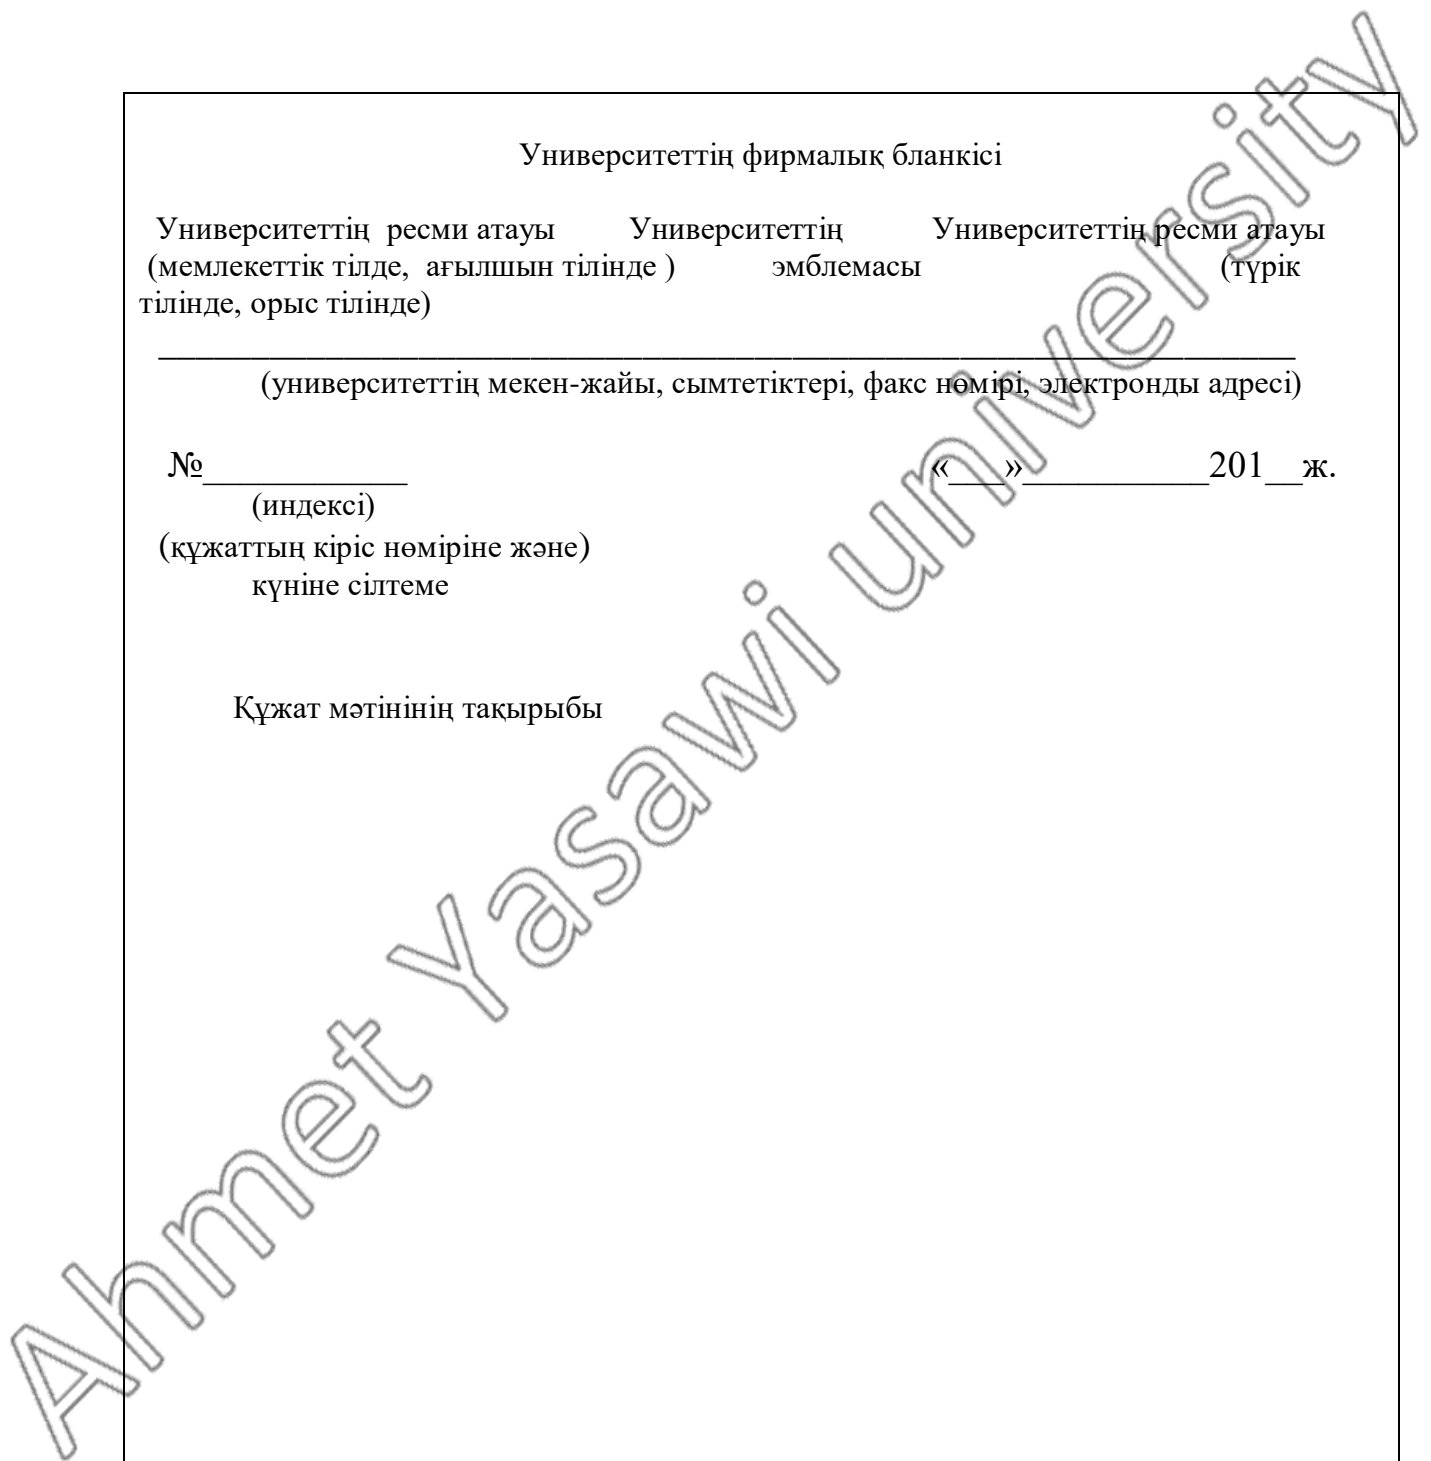 Университеттің фирмалық бланкісі
Университеттің ресми атауы Университеттің Университеттің ресми атауы
(мемлекеттік тілде, ағылшын тілінде ) эмблемасы (түрік
тілінде, орыс тілінде)
_____________________________________________________________
(университеттің мекен-жайы, сымтетіктері, факс нөмірі, электронды адресі)
№___________ «___»__________201__ж.
(индексі)
(құжаттың кіріс нөміріне және)
күніне сілтеме
Құжат мәтінінің тақырыбы
Ahmet Yasawi university